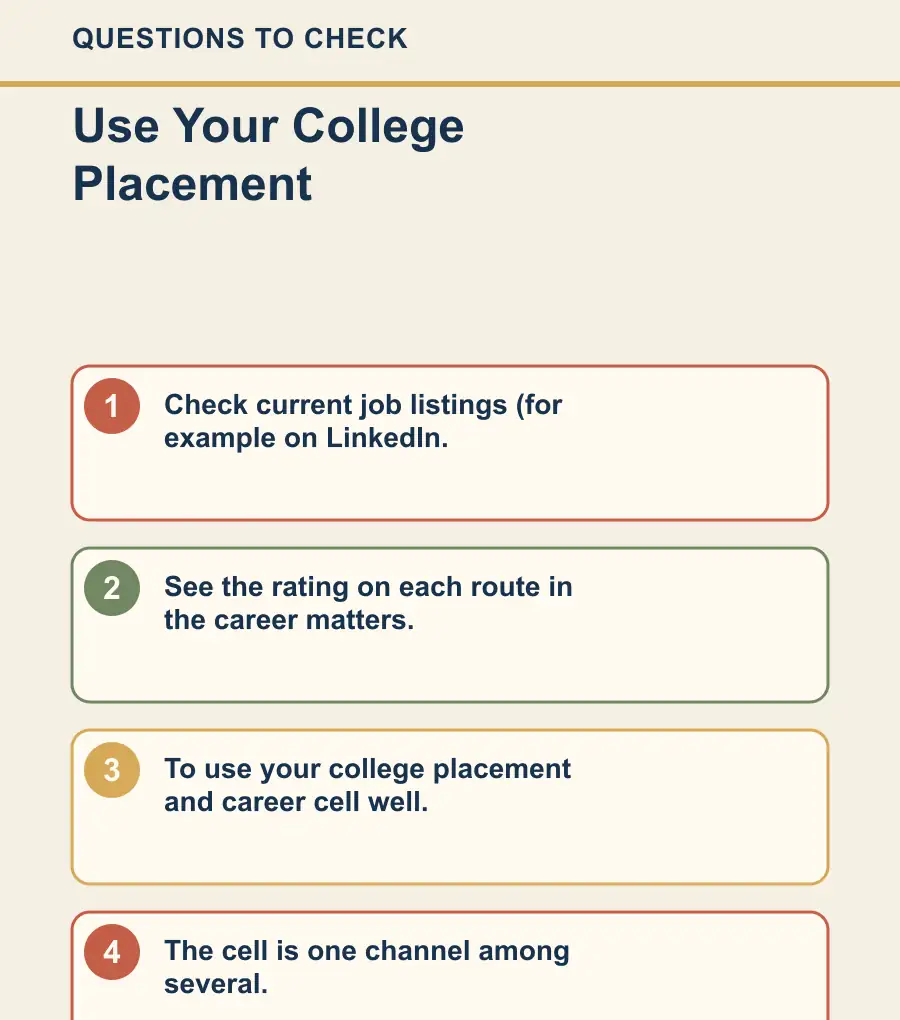 QUESTIONS TO CHECK
Use Your College
Placement
1
Check current job listings (for
example on LinkedIn.
2
See the rating on each route in
the career matters.
3
To use your college placement
and career cell well.
4
The cell is one channel among
several.